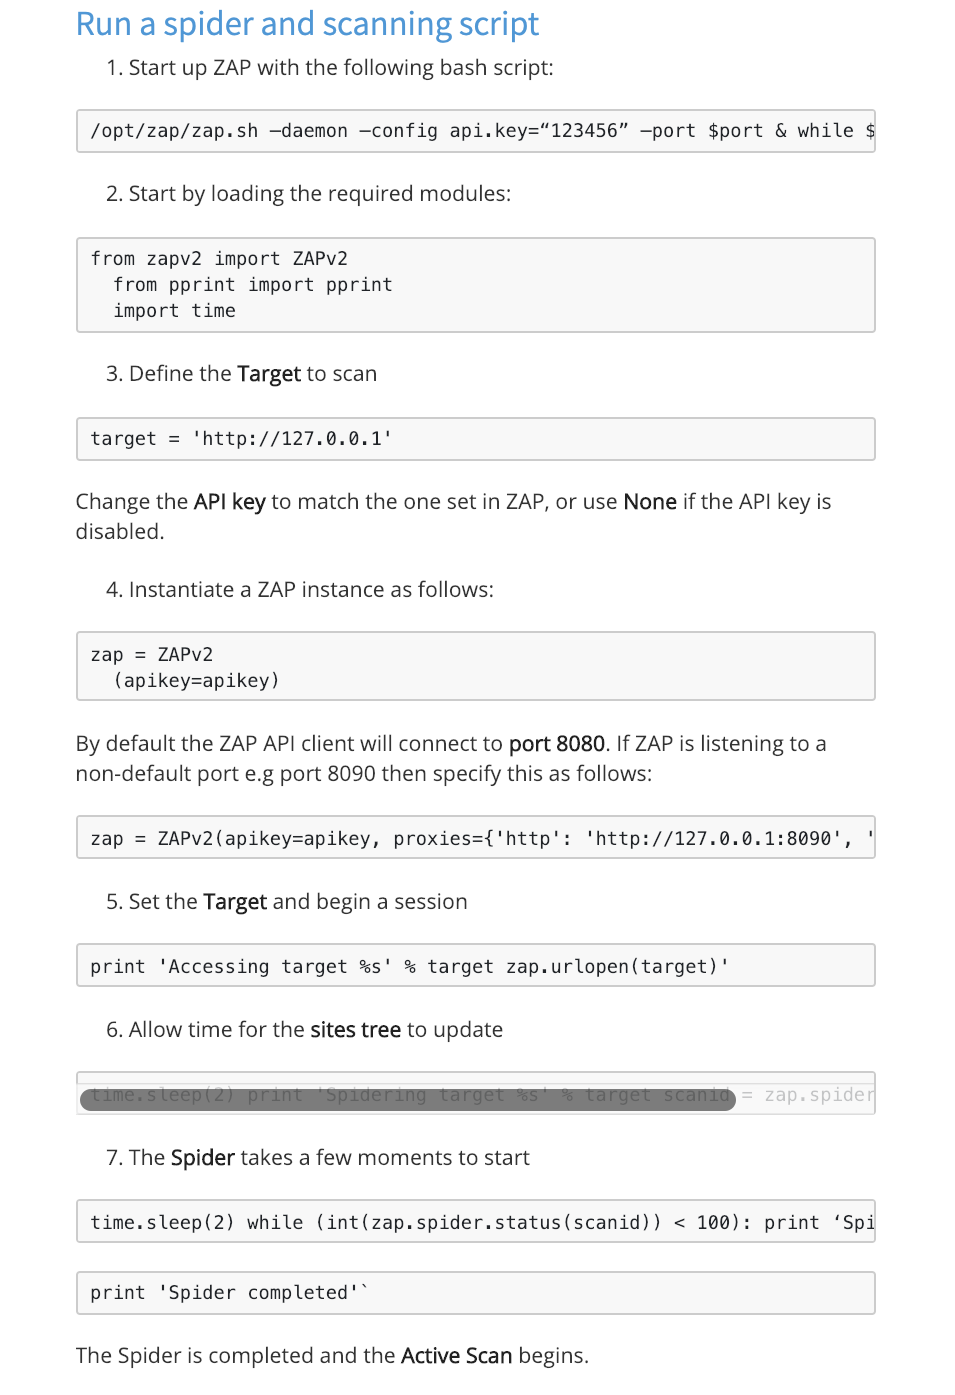 Run a spider and scanning script
1. Start up ZAP with the following bash script:
/opt/zap/zap.sh –daemon –config api.key=“123456” –port $port & while $
2. Start by loading the required modules:
from zapv2 import ZAPv2
from pprint import pprint
import time
3. Define the Target to scan
target = 'http://127.0.0.1'
Change the API key to match the one set in ZAP, or use None if the API key is
disabled.
4. Instantiate a ZAP instance as follows:
zap = ZAPv2
(apikey=apikey)
By default the ZAP API client will connect to port 8080. If ZAP is listening to a
non-default port e.g port 8090 then specify this as follows:
zap = ZAPv2(apikey=apikey, proxies={'http': 'http://127.0.0.1:8090', '
5. Set the Target and begin a session
print 'Accessing target %s' % target zap.urlopen(target)'
6. Allow time for the sites tree to update
time.sleep(2) print 'Spidering target %s' % target scanid = zap.spider
7. The Spider takes a few moments to start
time.sleep(2) while (int(zap.spider.status(scanid)) < 100): print ‘Spi
print 'Spider completed'`
The Spider is completed and the Active Scan begins.